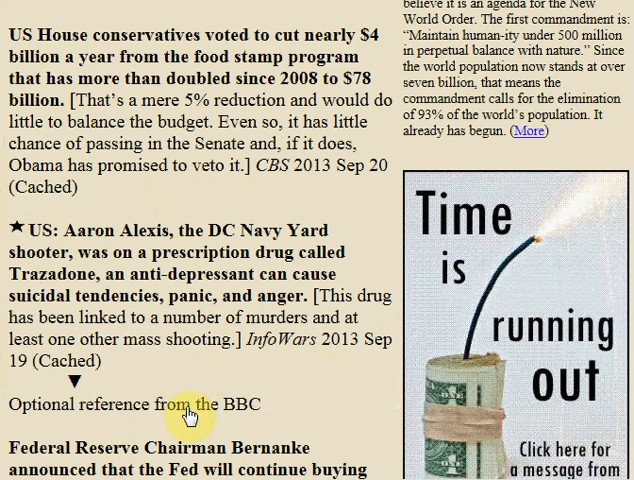 US House conservatives voted to cut nearly $4
billion a year from the food stamp program
that has more than doubled since 2008 to $78
billion. [That's a mere 5% reduction and would do
little to balance the budget. Even so, it has little
chance of passing in the Senate and, if it does,
Obama has promised to veto it.] CBS 2013 Sep 20
(Cached)
★ US: Aaron Alexis, the DC Navy Yard
shooter, was on a prescription drug called
Trazadone, an anti-depressant can cause
suicidal tendencies, panic, and anger. [This drug
has been linked to a number of murders and at
least one other mass shooting.] InfoWars 2013 Sep
19 (Cached)
▼
Optional reference from the BBC
Federal Reserve Chairman Bernanke
announced that the Fed will continue buying
believe it is an agenda for the New
World Order. The first commandment is:
“Maintain human-ity under 500 million
in perpetual balance with nature.” Since
the world population now stands at over
seven billion, that means the
commandment calls for the elimination
of 93% of the world’s population. It
already has begun. (More)
Time
is
running
out
Click here for
a message from